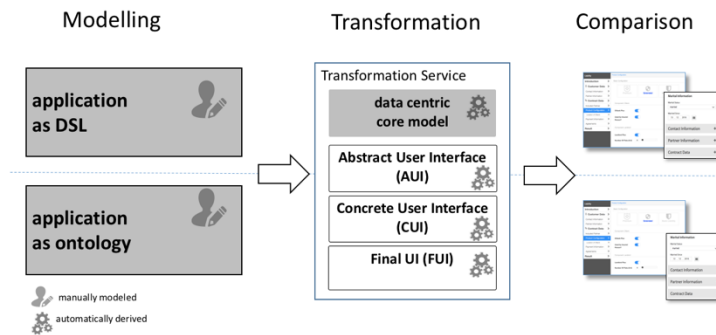 Modelling
Transformation
Comparison
application
as DSL
application
as ontology
manually modeled
automatically derived
Transformation Service
data centric
core model
Abstract User Interface
(AUI)
Concrete User Interface
(CUI)
Final UI (FUI)
Contact Information
Partner Information
Contract Data
Contact Information
Partner Information
Contract Data